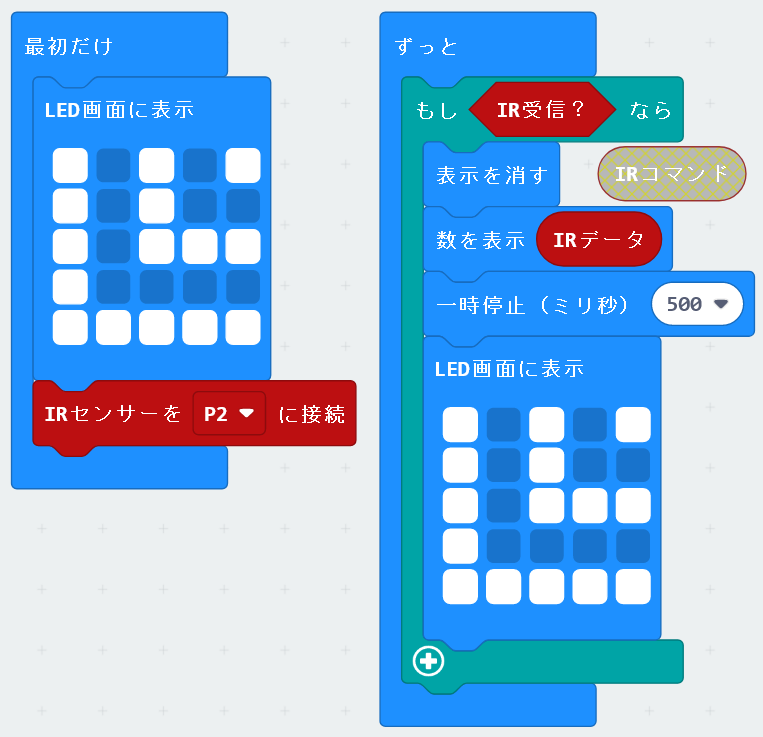 最初だけ
LED画面に表示
IRセンサーを P2 に接続
ずっと
もし IR受信？ なら
表示を消す
IRコマンド
数を表示 IRデータ
一時停止（ミリ秒） 500
LED画面に表示